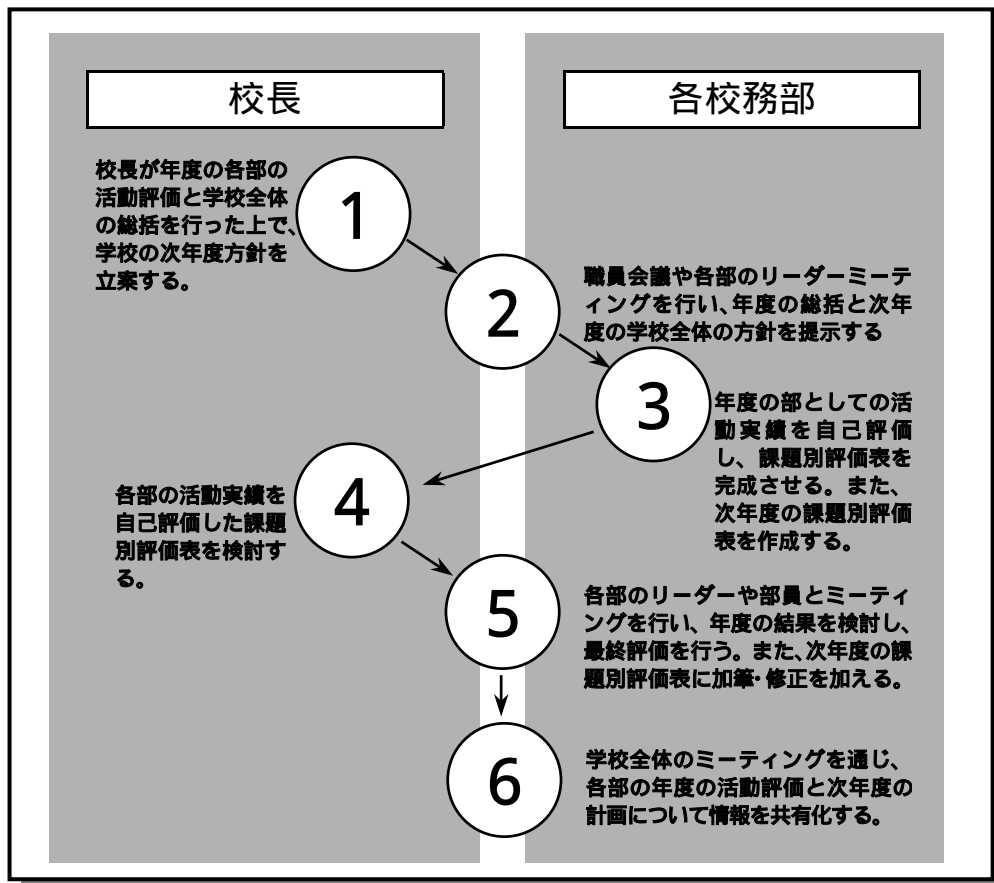 校長
各校務部
校長が年度の各部の
活動評価と学校全体
の総括を行った上で、
学校の次年度方針を
立案する。
1
2
職員会議や各部のリーダーミーテ
ィングを行い、年度の総括と次年
度の学校全体の方針を提示する
3
年度の部としての活
動実績を自己評価
し、課題別評価表を
完成させる。また、
次年度の課題別評価
表を作成する。
4
各部の活動実績を
自己評価した課題
別評価表を検討す
る。
5
各部のリーダーや部員とミーティ
ングを行い、年度の結果を検討し、
最終評価を行う。また、次年度の課
題別評価表に加筆・修正を加える。
6
学校全体のミーティングを通じ、
各部の年度の活動評価と次年度の
計画について情報を共有化する。